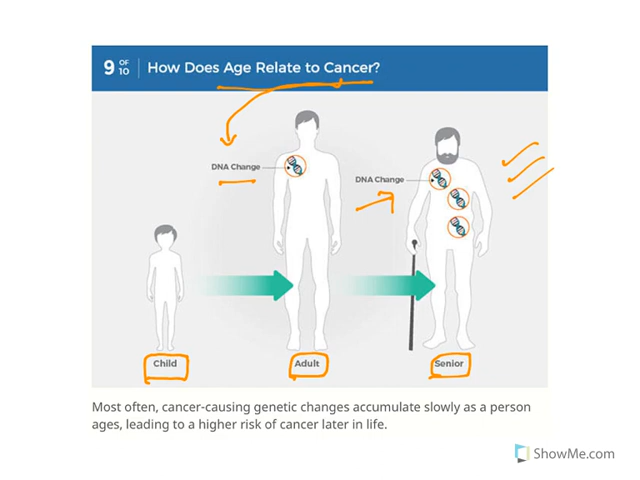 9 OF 10 How Does Age Relate to Cancer?
DNA Change
DNA Change
Child
Adult
Senior
Most often, cancer-causing genetic changes accumulate slowly as a person
ages, leading to a higher risk of cancer later in life.
ShowMe.com